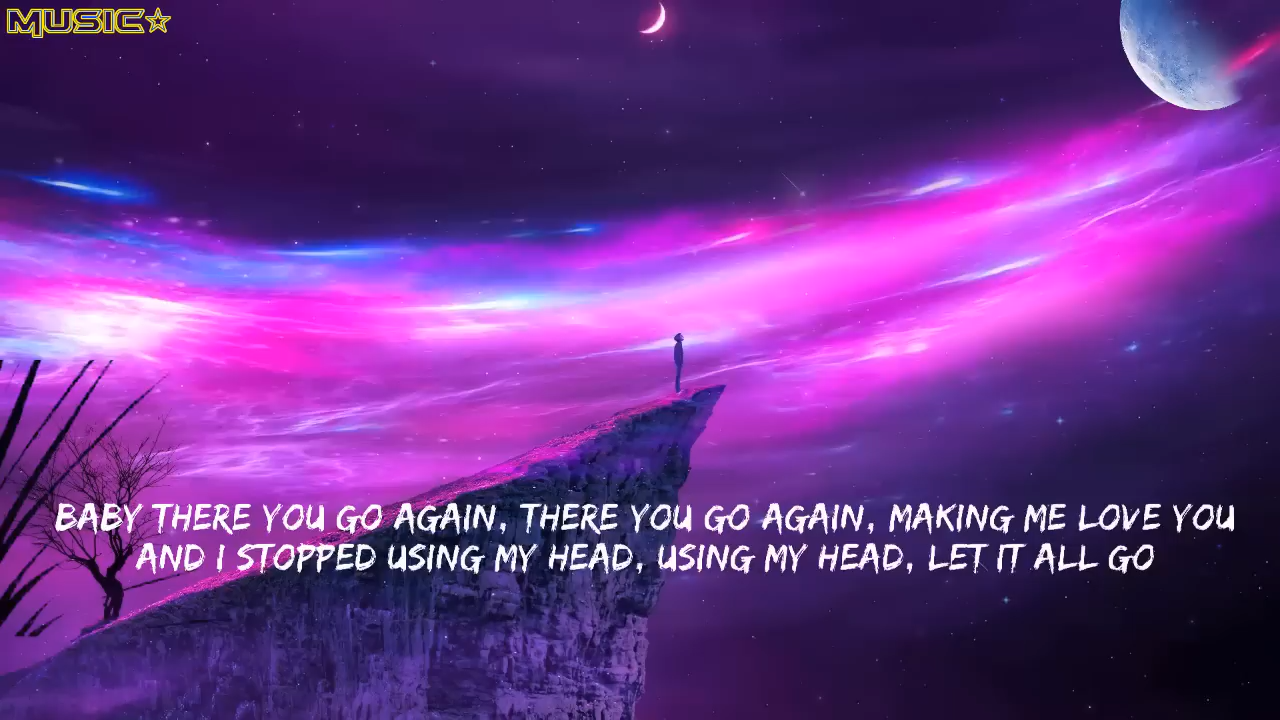 MUSIC☆
BABY THERE YOU GO AGAIN, THERE YOU GO AGAIN, MAKING ME LOVE YOU
AND I STOPPED USING MY HEAD, USING MY HEAD, LET IT ALL GO